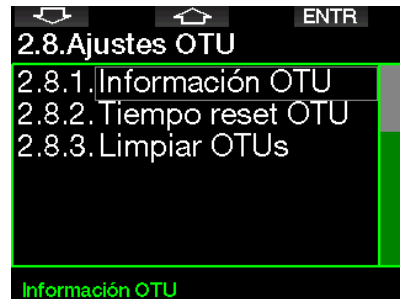 ENTR
2.8.Ajustes OTU
2.8.1.Información OTU
2.8.2.Tiempo reset OTU
2.8.3.Limpiar OTUs
Información OTU